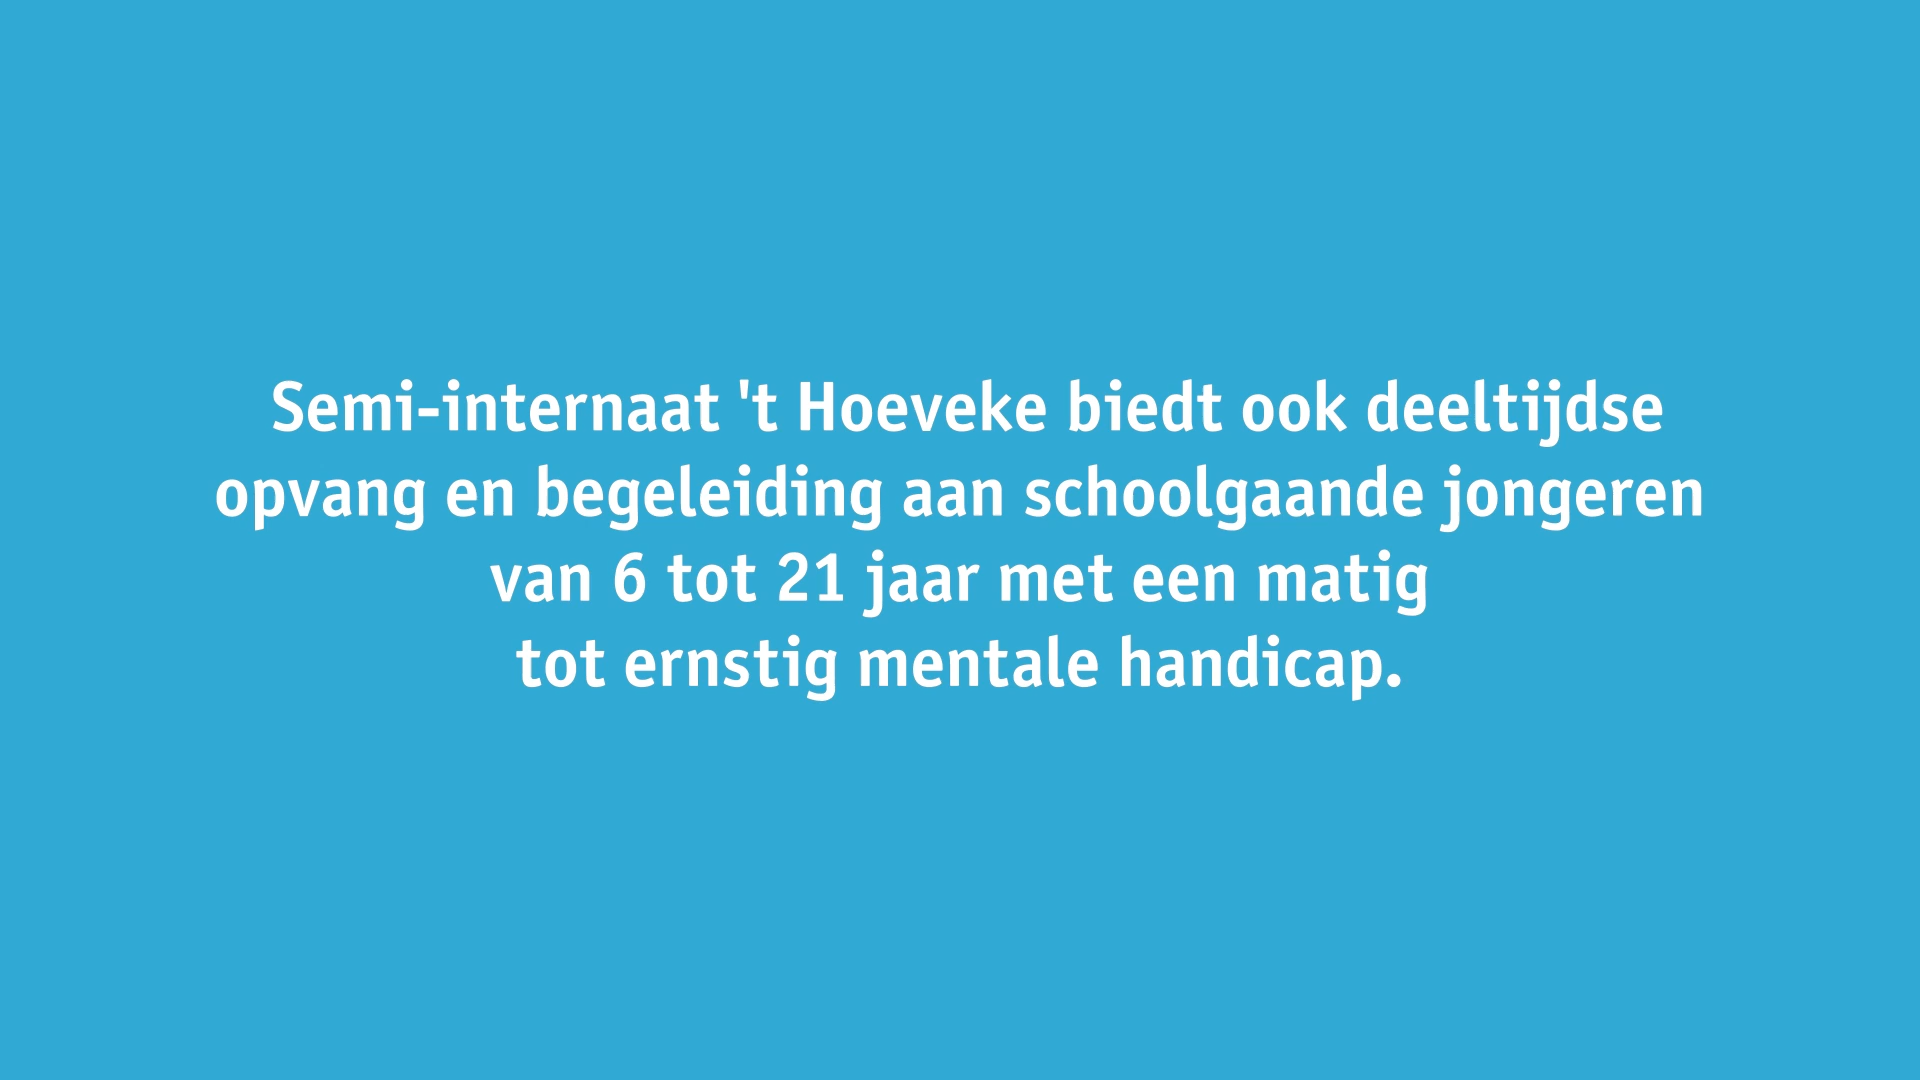 Semi-internaat 't Hoeveke biedt ook deeltijdse
opvang en begeleiding aan schoolgaande jongeren
van 6 tot 21 jaar met een matig
tot ernstig mentale handicap.